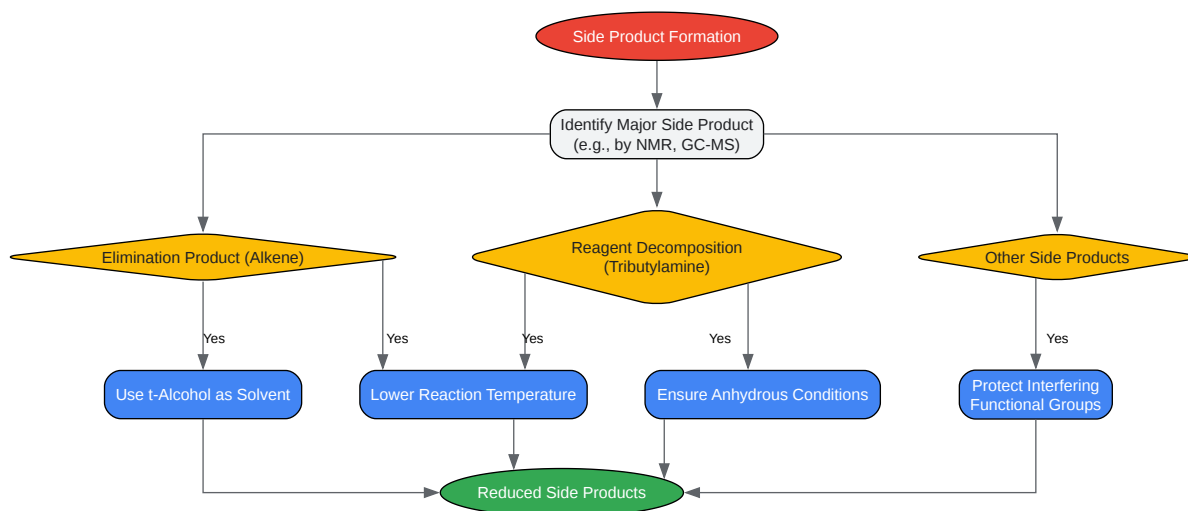 Side Product Formation
Identify Major Side Product
(e.g., by NMR, GC-MS)
Elimination Product (Alkene)
Reagent Decomposition
(Tributylamine)
Other Side Products
Yes
Yes
Yes
Yes
Yes
Use t-Alcohol as Solvent
Lower Reaction Temperature
Ensure Anhydrous Conditions
Protect Interfering
Functional Groups
Reduced Side Products